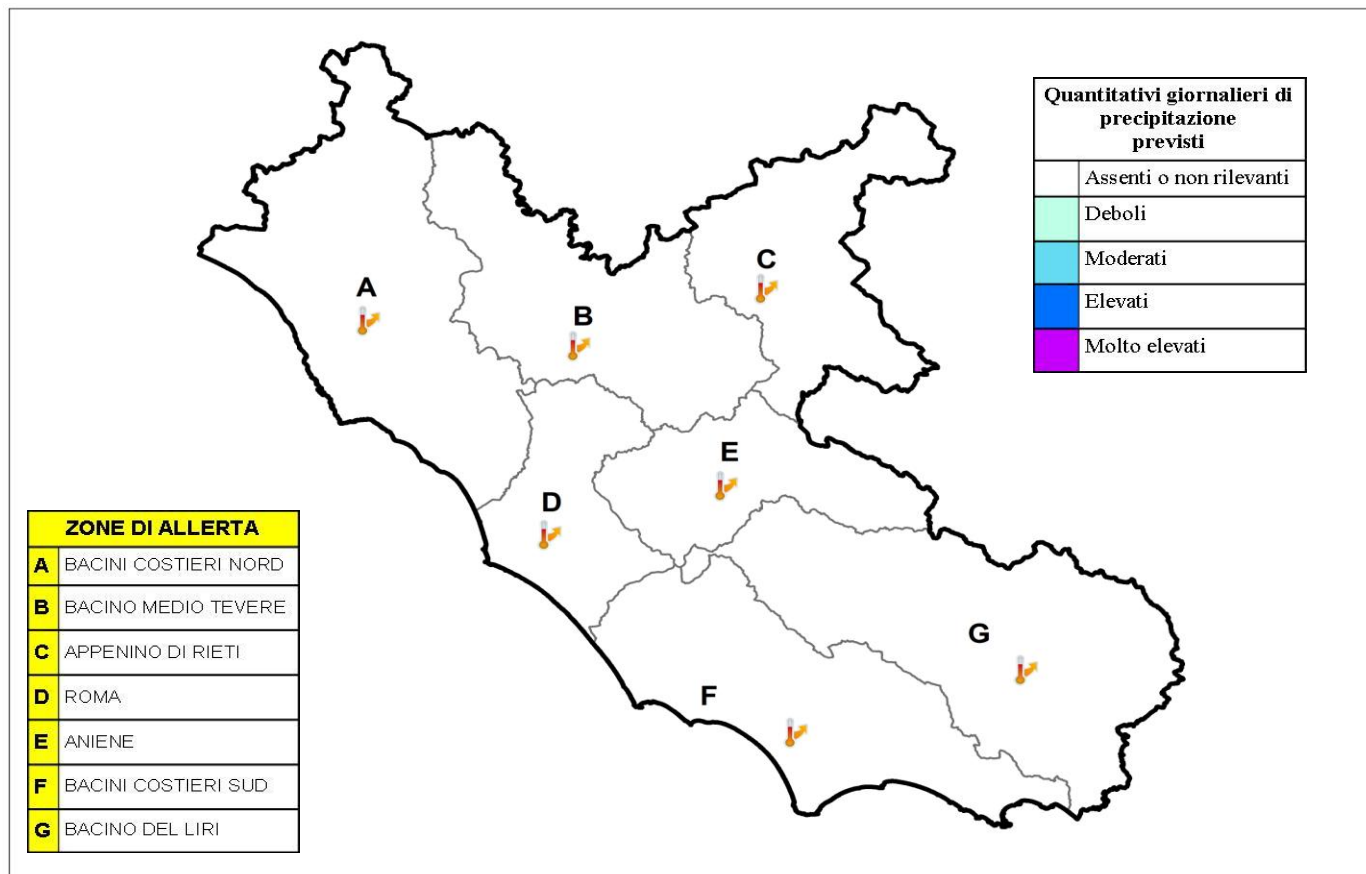 Quantitativi giornalieri di
precipitazione
previsti
Assenti o non rilevanti
Deboli
Moderati
Elevati
Molto elevati
C
A
B
E
D
G
F
ZONE DI ALLERTA
A BACINI COSTIERI NORD
B BACINO MEDIO TEVERE
C APPENINO DI RIETI
D ROMA
E ANIENE
F BACINI COSTIERI SUD
G BACINO DEL LIRI